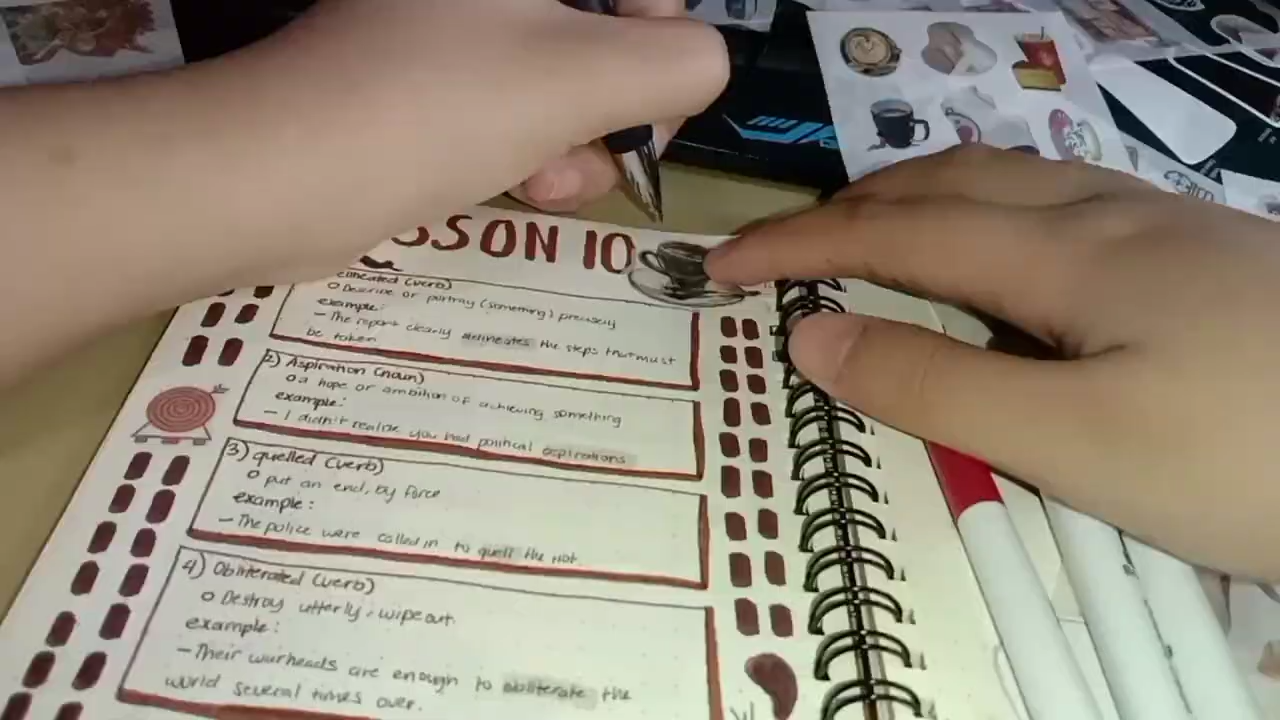 SSON 10
elineated (verb)
o Describe or portray (something) precisely
example:
- The report clearly delineates the steps that must
be taken
2) Aspiration (noun)
o a hope or ambition of achieving something
example:
- I didn't realize you had political aspirations
3) quelled (verb)
o put an end, by force
example:
- The police were called in to quell the riot.
4) Obliterated (verb)
o Destroy utterly, wipe out.
example:
- Their warheads are enough to obliterate the
world several times over.